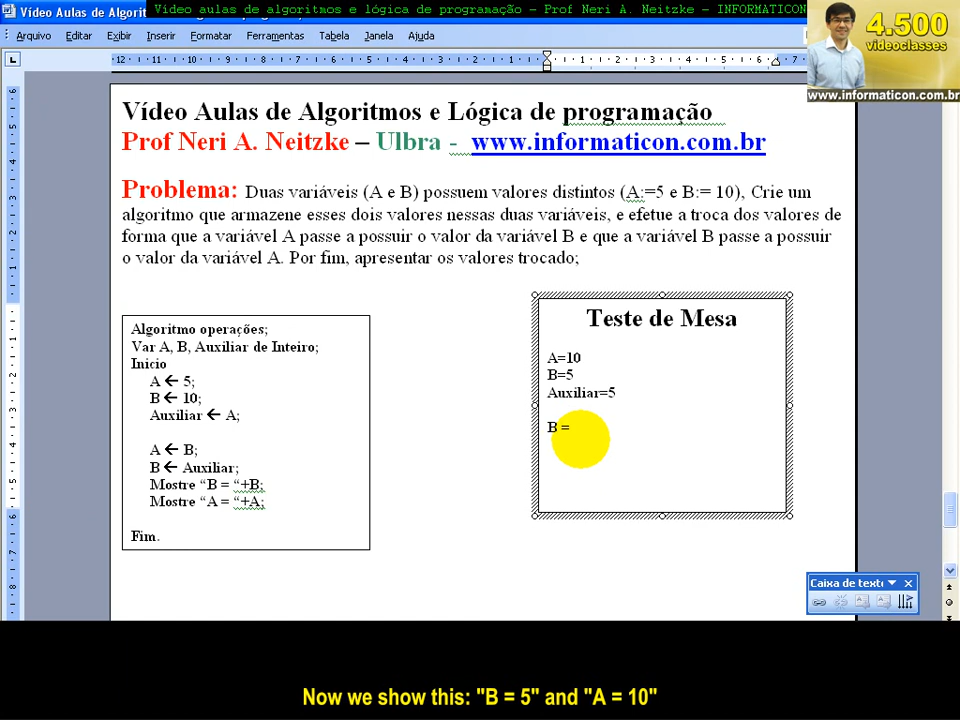 Vídeo Aulas de Algori
Vídeo aulas de algoritmos e lógica de programação – Prof Neri A. Neitzke – INFORMATICON
4.500
videoclasses
www.informaticon.com.br
Arquivo Editar Exibir Inserir Formatar Ferramentas Tabela Janela Ajuda
Vídeo Aulas de Algoritmos e Lógica de programação
Prof Neri A. Neitzke – Ulbra - www.informaticon.com.br
Problema: Duas variáveis (A e B) possuem valores distintos (A:=5 e B:= 10), Crie um
algoritmo que armazene esses dois valores nessas duas variáveis, e efetue a troca dos valores de
forma que a variável A passe a possuir o valor da variável B e que a variável B passe a possuir
o valor da variável A. Por fim, apresentar os valores trocado;
Algoritmo operações;
Var A, B, Auxiliar de Inteiro;
Inicio
A ← 5;
B ← 10;
Auxiliar ← A;
A ← B;
B ← Auxiliar;
Mostre “B = “+B;
Mostre “A = “+A;
Fim.
Teste de Mesa
A=10
B=5
Auxiliar=5
B =
Caixa de texto
Now we show this: "B = 5" and "A = 10"